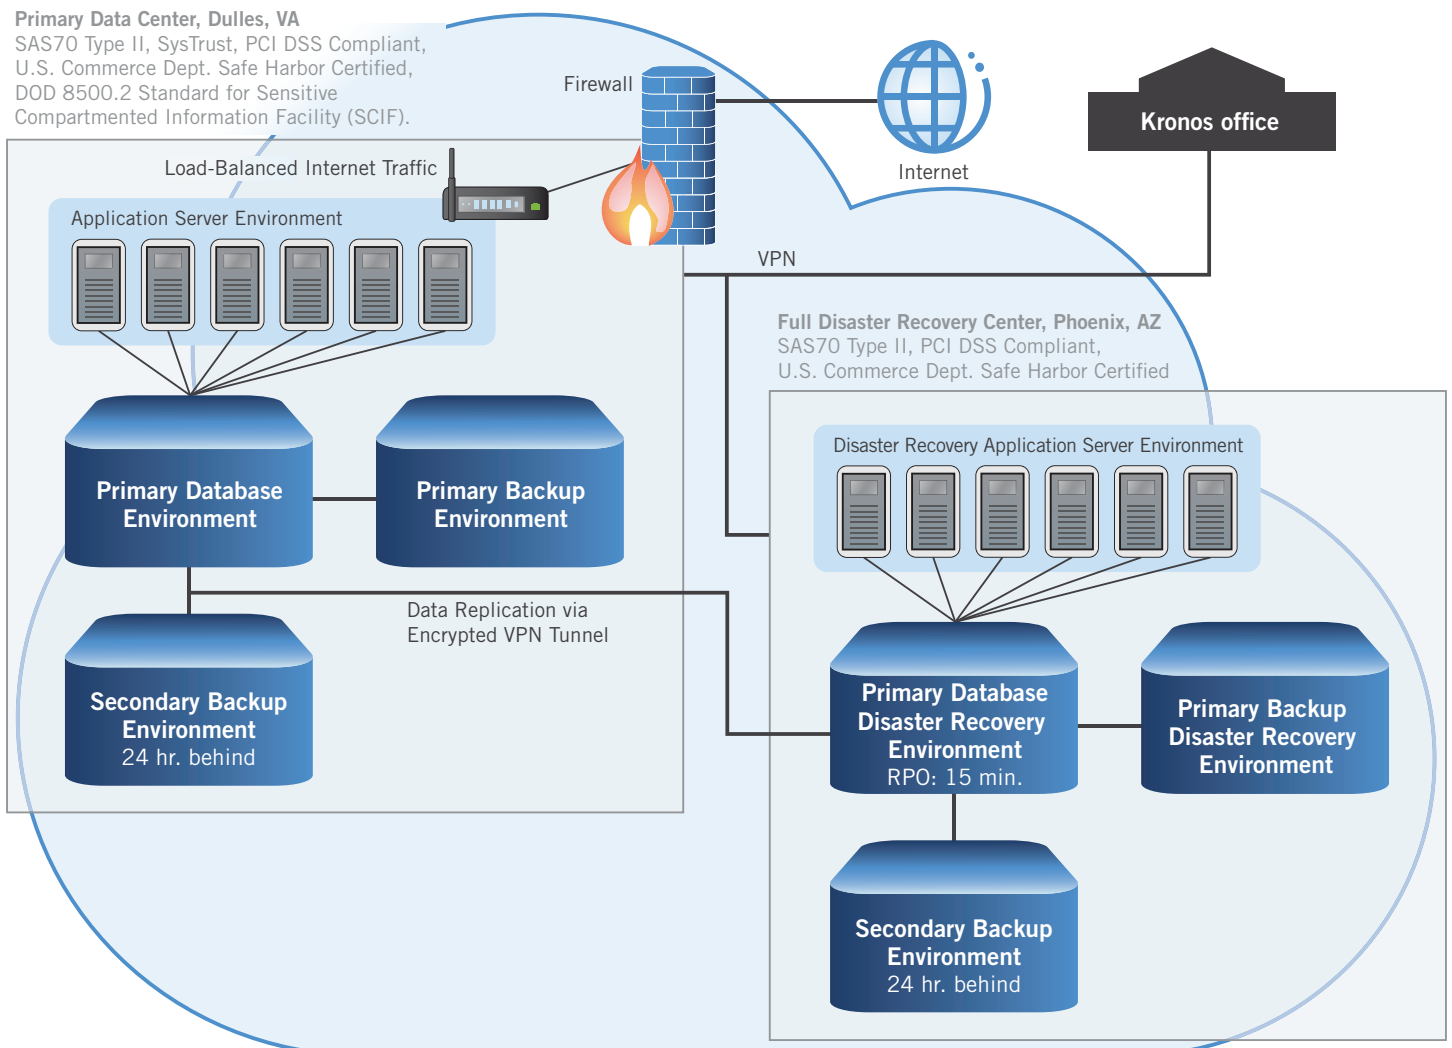 Primary Data Center, Dulles, VA
SAS70 Type II, SysTrust, PCI DSS Compliant,
U.S. Commerce Dept. Safe Harbor Certified,
DOD 8500.2 Standard for Sensitive
Compartmented Information Facility (SCIF).
Firewall
Internet
Kronos office
Load-Balanced Internet Traffic
Application Server Environment
VPN
Primary Database
Environment
Primary Backup
Environment
Data Replication via
Encrypted VPN Tunnel
Secondary Backup
Environment
24 hr. behind
Full Disaster Recovery Center, Phoenix, AZ
SAS70 Type II, PCI DSS Compliant,
U.S. Commerce Dept. Safe Harbor Certified
Disaster Recovery Application Server Environment
Primary Database
Disaster Recovery
Environment
RPO: 15 min.
Primary Backup
Disaster Recovery
Environment
Secondary Backup
Environment
24 hr. behind